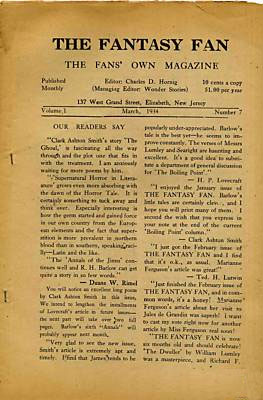 THE FANTASY FAN
THE FANS' OWN MAGAZINE
Published Editor: Charles D. Hornig 10 cents a copy
Monthly (Managing Editor: Wonder Stories) $1.00 per year
137 West Grand Street, Elizabeth, New Jersey
Volume 1 March, 1934 Number 7
OUR READERS SAY
"Clark Ashton Smith's story 'The
Ghoul,' is fascinating all the way
through and the plot one that fits in
with the treatment. I am anxiously
waiting for more poems by him.
'Supernatural Horror in Litera-
ture' grows even more absorbing with
the dawn of the Horror Tale. It is
certainly something to tuck away and
think over. Especially interesting is
how the germ started and gained force
in our own country from the Europe-
ean elements and the fact that super-
stition is more prevalent in northern
blood than in southern, speaking
ly—Latin and the like.
The 'Annals of the Jinns' con-
tinues well and R. H. Barlow can get
quite a story in so few words."
— Duane W. Rimel
You will notice an excellent poem
by Clark Ashton Smith in this issue.
We intend to lengthen the installments
of Lovecraft's article in future issues—
the next part will take over two full
pages. Barlow's sixth "Annals" will
probably appear next month.
"Very glad to see the new issue,
Smith's article is extremely apt and
timely. I find that James tends to be
popularly under-appreciated. Barlow's
tale is the best yet—he seems to im-
prove constantly. The verses of Messrs
Lumley and Searight are haunting and
excellent. It's a good idea to substi-
tute a department of general discussion
for 'The Boiling Point'."
— H. P. Lovecraft
"I enjoyed the January issue of
THE FANTASY FAN. Barlow's
little tales are certainly clever, and I
hope you will print many of them. I
second the wish that you express in
your note at the end of the current
'Boiling Point' column."
— Clark Ashton Smith
"I just got the February issue of
THE FANTASY FAN and I find
that it's o.k., as usual. Marianne
Ferguson's article was great!"
— Ted. H. Lurwin
"Just finished the February issue of
THE FANTASY FAN, and in com-
mon words, it's a honey! Marianne
Ferguson's article about her visit to
Jules de Grandin was superb! I want
to cast my vote right now for another
article by Miss Ferguson real soon!
THE FANTASY FAN is now
six months old and should celebrate!
'The Dweller' by William Lumley
was a masterpiece, and Richard F.